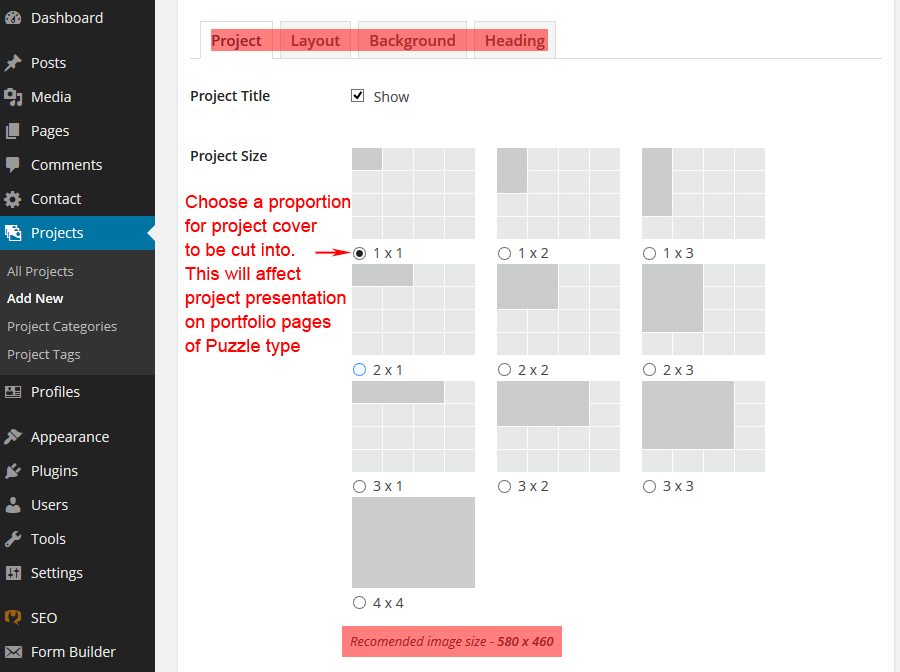 Dashboard
Posts
Media
Pages
Comments
Contact
Projects
All Projects
Add New
Project Categories
Project Tags
Profiles
Appearance
Plugins
Users
Tools
Settings
SEO
Form Builder
Project Layout Background Heading
Project Title Show
Project Size
Choose a proportion
for project cover
to be cut into.
This will affect
project presentation
on portfolio pages
of Puzzle type
1 x 1 1 x 2 1 x 3
2 x 1 2 x 2 2 x 3
3 x 1 3 x 2 3 x 3
4 x 4
Recomended image size - 580 x 460